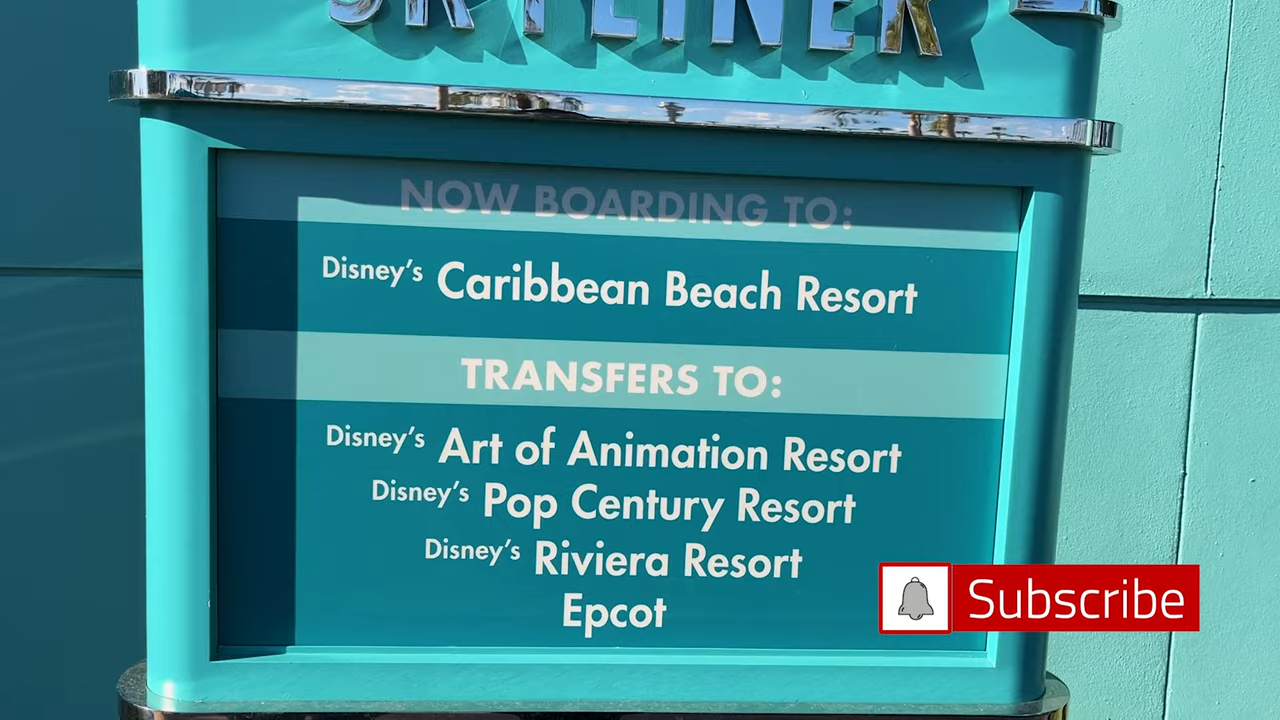 SKYLINER
NOW BOARDING TO:
Disney's Caribbean Beach Resort
TRANSFERS TO:
Disney's Art of Animation Resort
Disney's Pop Century Resort
Disney's Riviera Resort
Epcot
Subscribe